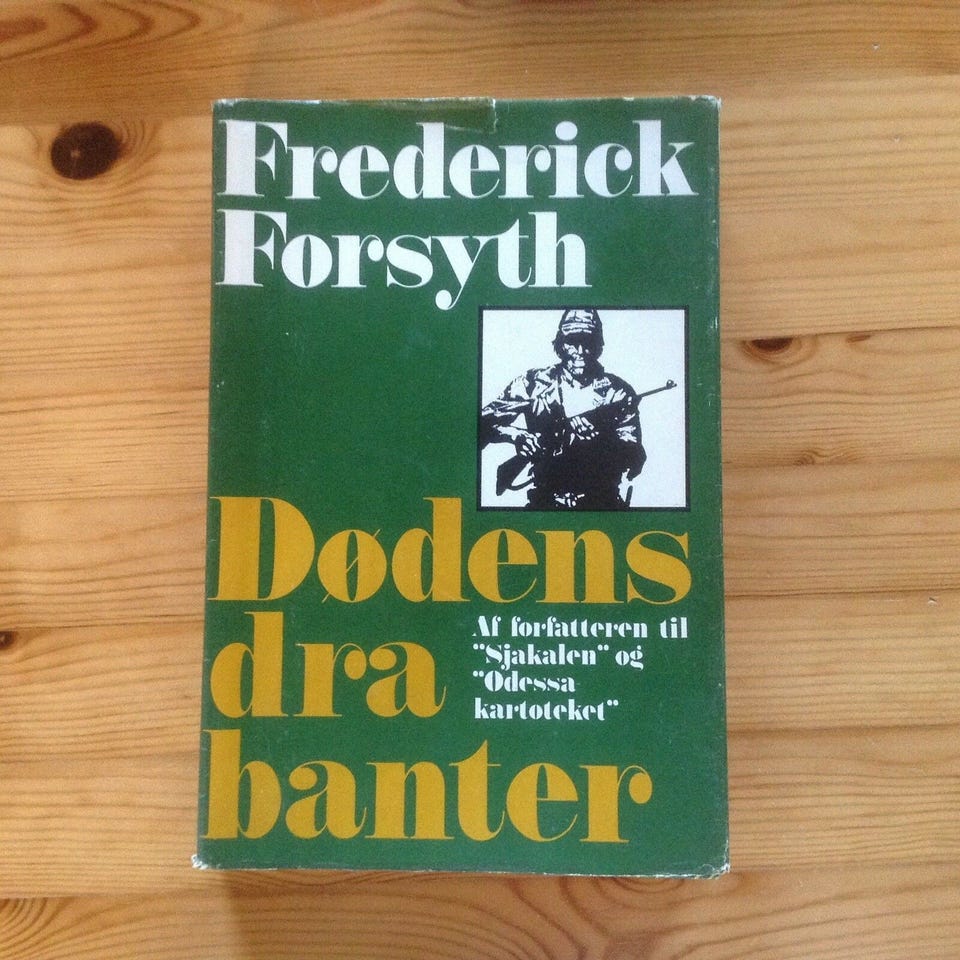 Frederick
Forsyth
Dødens
dra
banter
Af forfatteren til
"Sjakalen" og
"Odessa
kartoteket"